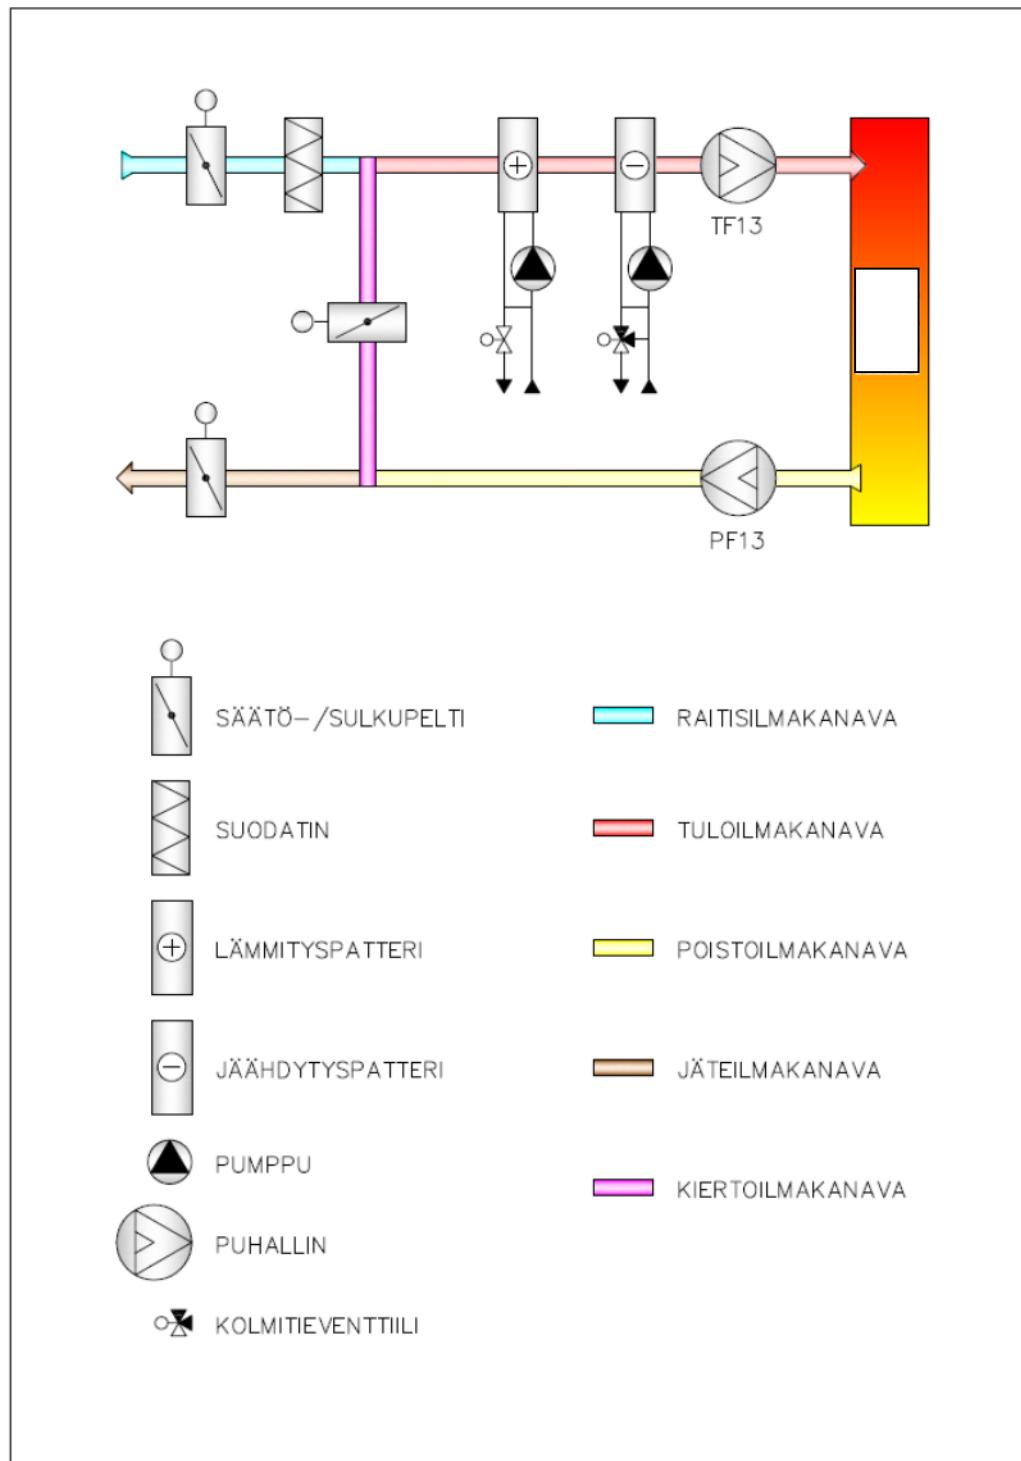 TF13
PF13
SÄÄTÖ-/SULKUPELTI
RAITISILMAKANAVA
SUODATIN
TULOILMAKANAVA
LÄMMITYSPATTERI
POISTOILMAKANAVA
JÄÄHDYTYSPATTERI
JÄTEILMAKANAVA
PUMPPU
KIERTOILMAKANAVA
PUHALLIN
KOLMITIEVENTTIILI